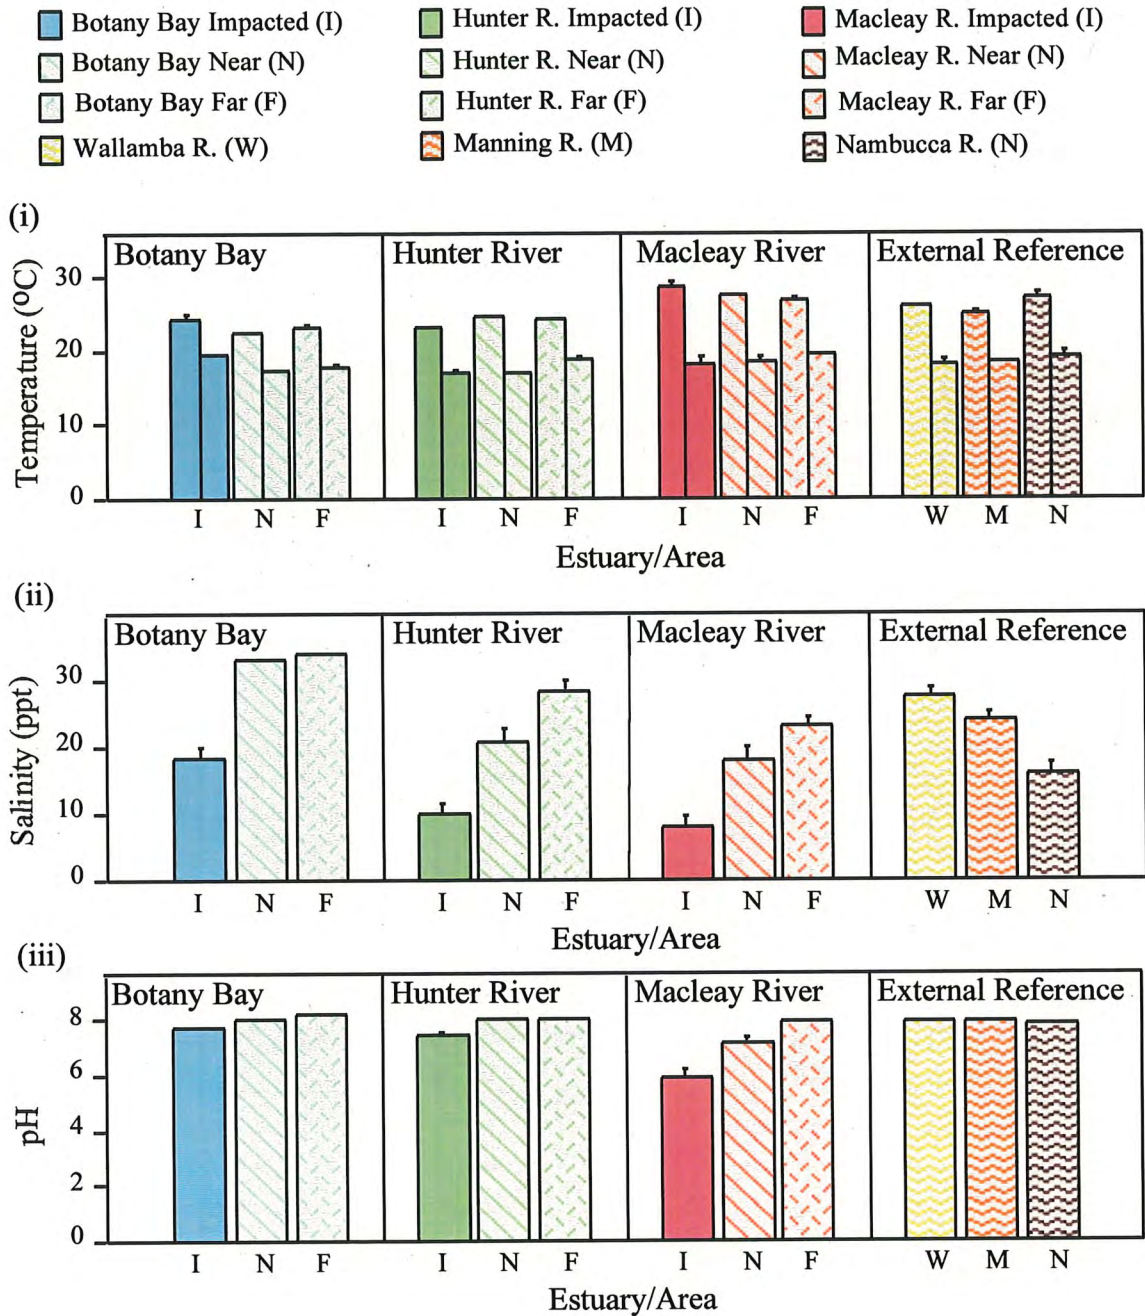 Botany Bay Impacted (I)
Hunter R. Impacted (I)
Macleay R. Impacted (I)
Botany Bay Near (N)
Hunter R. Near (N)
Macleay R. Near (N)
Botany Bay Far (F)
Hunter R. Far (F)
Macleay R. Far (F)
Wallamba R. (W)
Manning R. (M)
Nambucca R. (N)
(i)
Botany Bay
Hunter River
Macleay River
External Reference
Temperature (ºC)
30
20
10
0
I N F I N F I N F W M N
Estuary/Area
(ii)
Botany Bay
Hunter River
Macleay River
External Reference
Salinity (ppt)
30
20
10
0
I N F I N F I N F W M N
Estuary/Area
(iii)
Botany Bay
Hunter River
Macleay River
External Reference
pH
8
6
4
2
0
I N F I N F I N F W M N
Estuary/Area